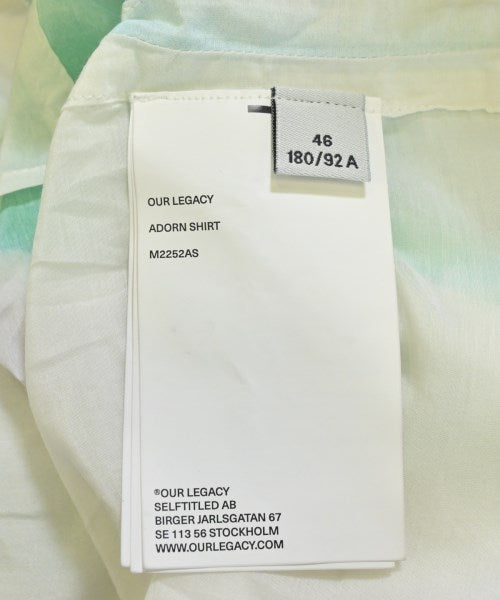 46
180/92 A
OUR LEGACY
ADORN SHIRT
M2252AS
®OUR LEGACY
SELFTITLED AB
BIRGER JARLSGATAN 67
SE 113 56 STOCKHOLM
WWW.OURLEGACY.COM